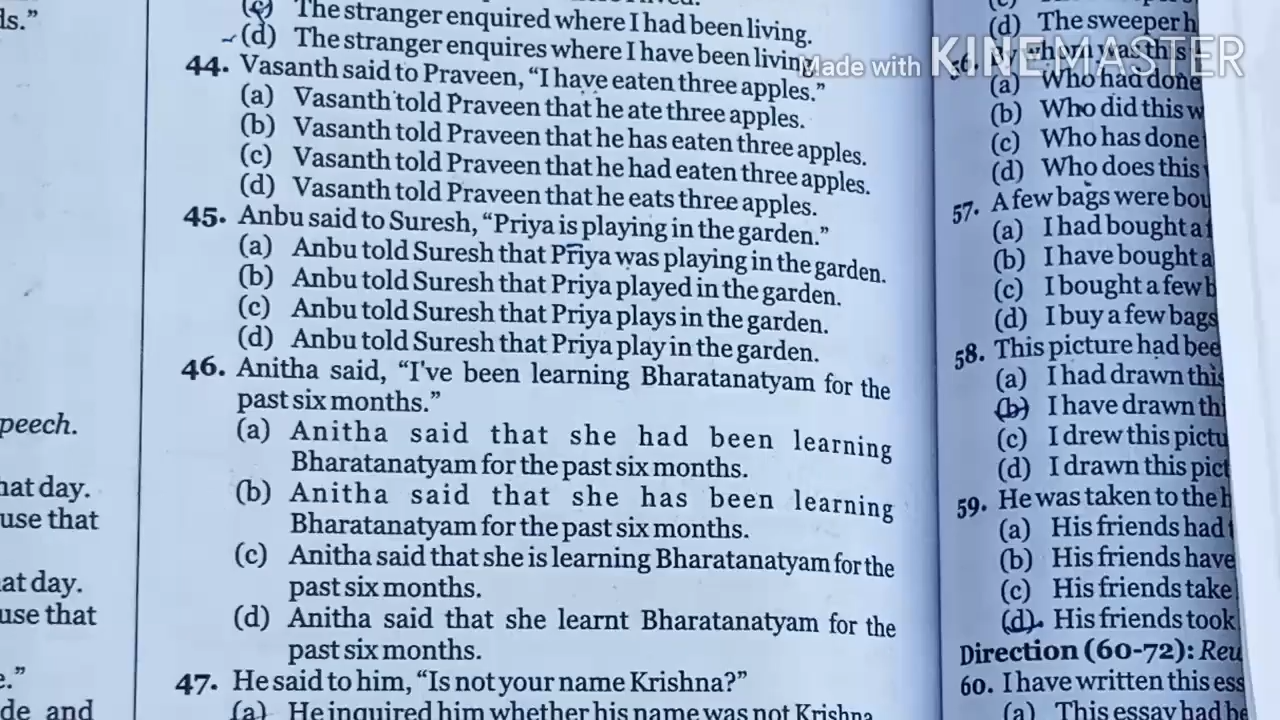 ds."
peech.
hat day.
use that
at day.
use that
e."
de and
(c) The stranger enquired where I had been living.
(d) The stranger enquires where I have been living.
44. Vasanth said to Praveen, "I have eaten three apples."
(a) Vasanth told Praveen that he ate three apples.
(b) Vasanth told Praveen that he has eaten three apples.
(c) Vasanth told Praveen that he had eaten three apples.
(d) Vasanth told Praveen that he eats three apples.
45. Anbu said to Suresh, "Priya is playing in the garden."
(a) Anbu told Suresh that Priya was playing in the garden.
(b) Anbu told Suresh that Priya played in the garden.
(c) Anbu told Suresh that Priya plays in the garden.
(d) Anbu told Suresh that Priya play in the garden.
46. Anitha said, "I've been learning Bharatanatyam for the
past six months."
(a) Anitha said that she had been learning
Bharatanatyam for the past six months.
(b) Anitha said that she has been learning
Bharatanatyam for the past six months.
(c) Anitha said that she is learning Bharatanatyam for the
past six months.
(d) Anitha said that she learnt Bharatanatyam for the
past six months.
47. He said to him, "Is not your name Krishna?"
(a) He inquired him whether his name was not Krishna
Made with KINEMASTER
(d) The sweeper h
56. By whom was this
(a) Who had done
(b) Who did this w
(c) Who has done
(d) Who does this
57. A few bags were bou
(a) I had bought a f
(b) I have bought a
(c) I bought a few b
(d) I buy a few bags
58. This picture had bee
(a) I had drawn this
(b) I have drawn th
(c) I drew this pictu
(d) I drawn this pict
59. He was taken to the h
(a) His friends had t
(b) His friends have
(c) His friends take
(d) His friends took
Direction (60-72): Rew
60. I have written this ess
(a) This essay had be